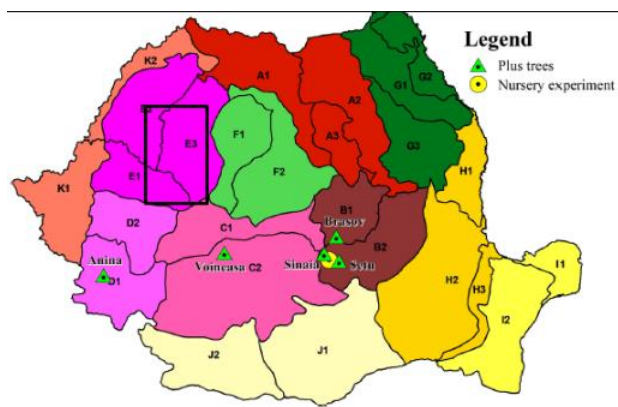 Legend
Plus trees
Nursery experiment
K2
A1
A2
G1
G2
E3
F1
A3
G3
F2
H1
E1
K1
D2
C1
B1
Brasov
B2
Anina
D1
Voineasa
C2
Sinaia
H2
H3
I1
I2
J2
J1